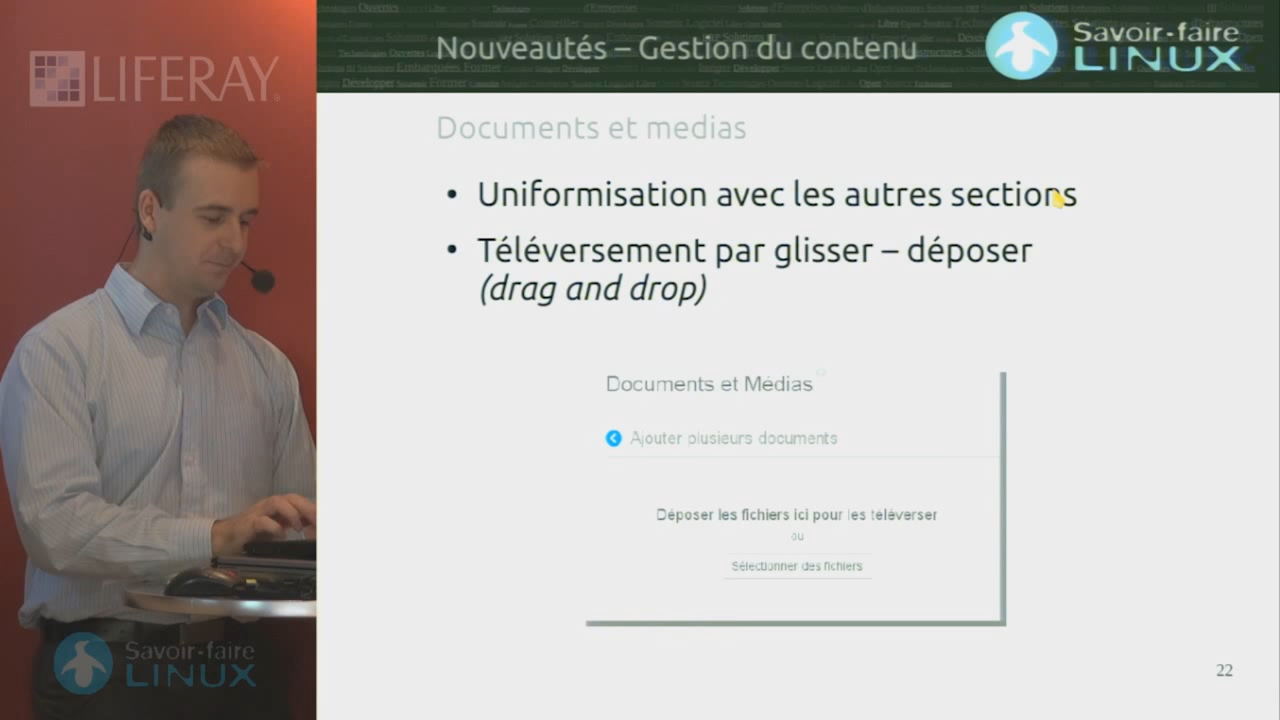 LIFERAY
Nouveautés – Gestion du contenu
Savoir-faire
LINUX
Documents et medias
• Uniformisation avec les autres sections
• Téléversement par glisser – déposer
(drag and drop)
Documents et Médias
Ajouter plusieurs documents
Déposer les fichiers ici pour les téléverser
ou
Sélectionner des fichiers
Savoir-faire
LINUX
22